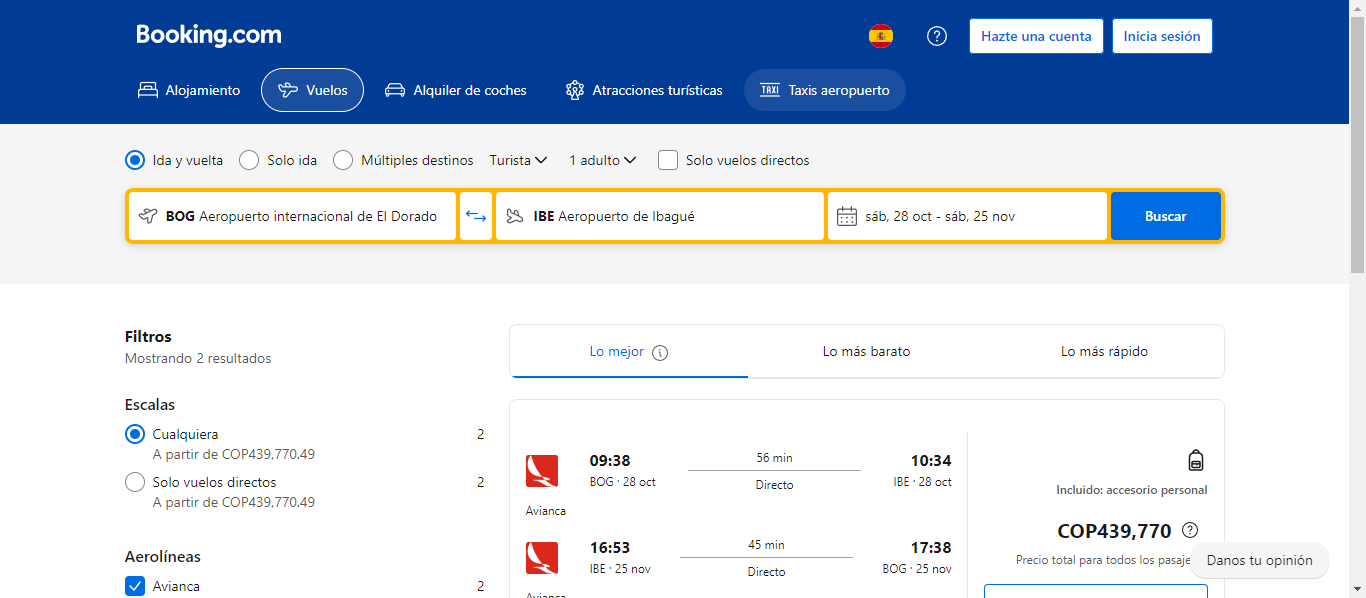 Booking.com
Hazte una cuenta
Inicia sesión
Alojamiento
Vuelos
Alquiler de coches
Atracciones turísticas
TAXI Taxis aeropuerto
Ida y vuelta
Solo ida
Múltiples destinos
Turista
1 adulto
Solo vuelos directos
BOG Aeropuerto internacional de El Dorado
IBE Aeropuerto de Ibagué
sáb, 28 oct - sáb, 25 nov
Buscar
Filtros
Mostrando 2 resultados
Escalas
Cualquiera 2
A partir de COP439,770.49
Solo vuelos directos 2
A partir de COP439,770.49
Aerolíneas
Avianca 2
Lo mejor
Lo más barato
Lo más rápido
09:38
BOG · 28 oct
56 min
Directo
10:34
IBE · 28 oct
Avianca
16:53
IBE · 25 nov
45 min
Directo
17:38
BOG · 25 nov
Avianca
Incluido: accesorio personal
COP439,770
Precio total para todos los pasaje
Danos tu opinión